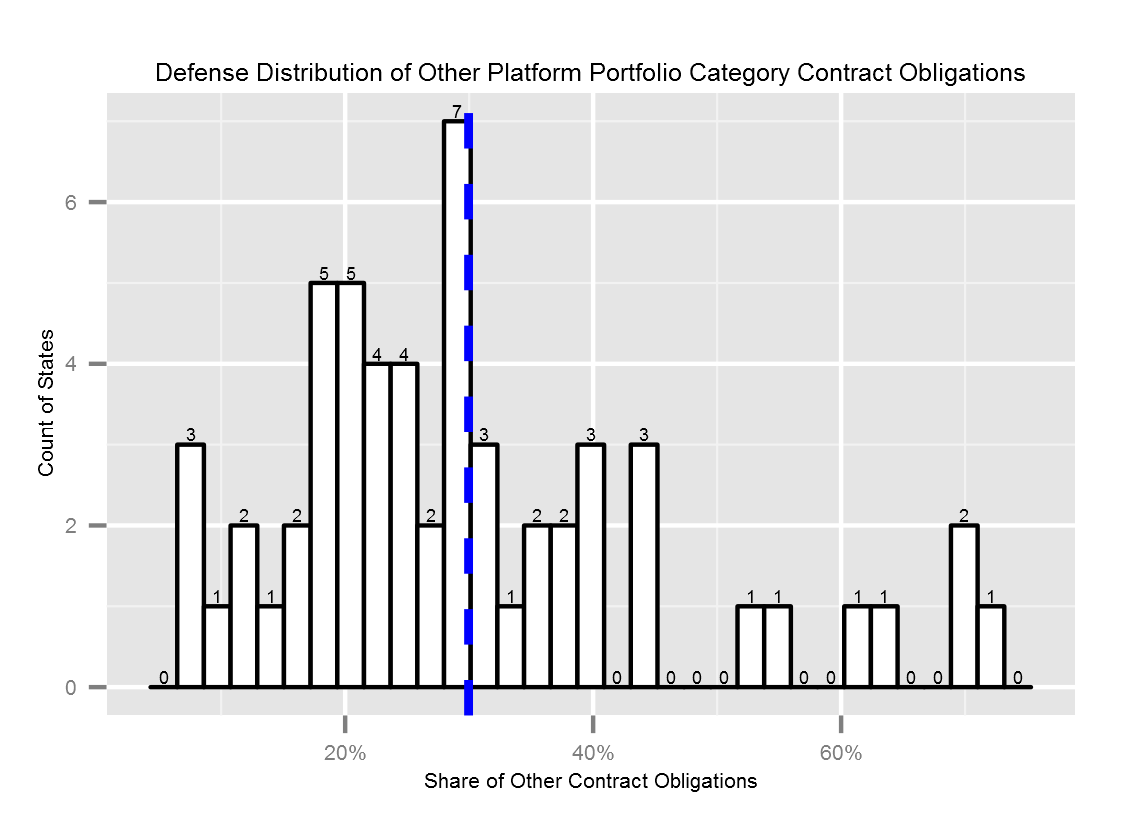 Defense Distribution of Other Platform Portfolio Category Contract Obligations
7
6
5 5
4 4
4
3 3 3 3
2 2 2 2 2 2 2
2
1 1 1 1 1 1 1 1
0 0 0 0 0 0 0 0 0 0
0
20% 40% 60%
Share of Other Contract Obligations
Count of States